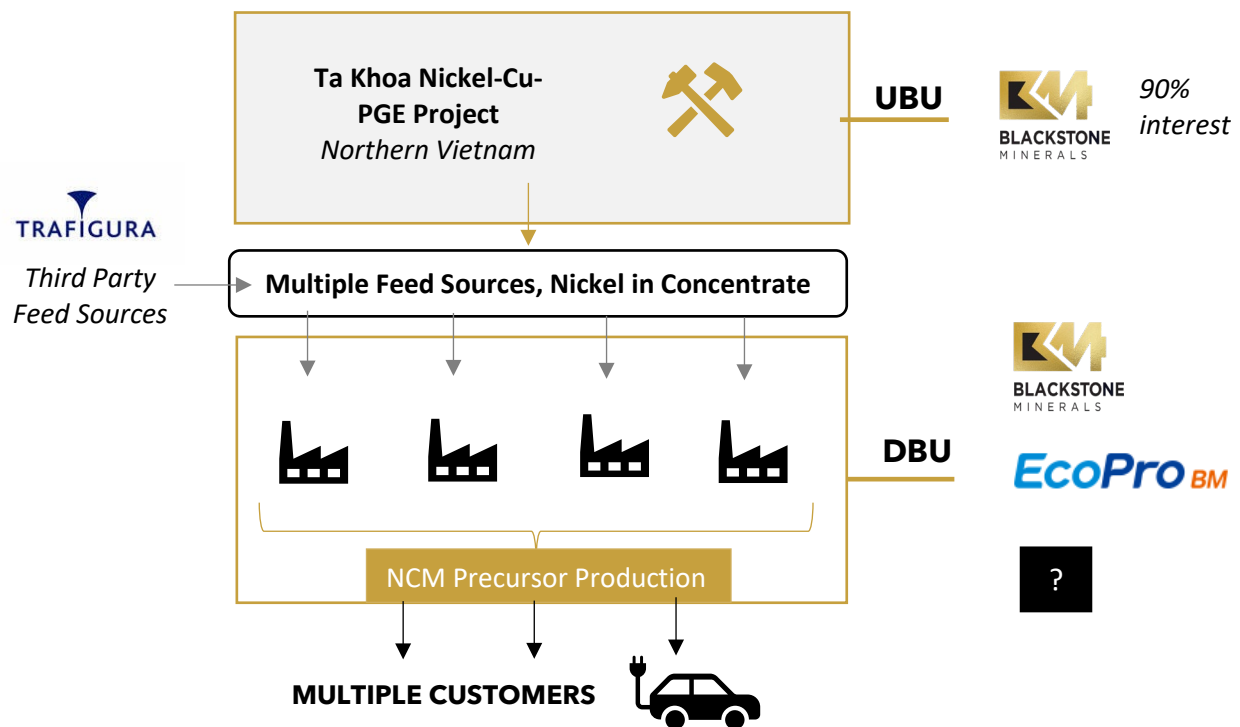 Ta Khoa Nickel-Cu-
PGE Project
Northern Vietnam
UBU
BLACKSTONE
MINERALS
90%
interest
TRAFIGURA
Third Party
Feed Sources
Multiple Feed Sources, Nickel in Concentrate
BLACKSTONE
MINERALS
DBU
EcoPro BM
NCM Precursor Production
?
MULTIPLE CUSTOMERS